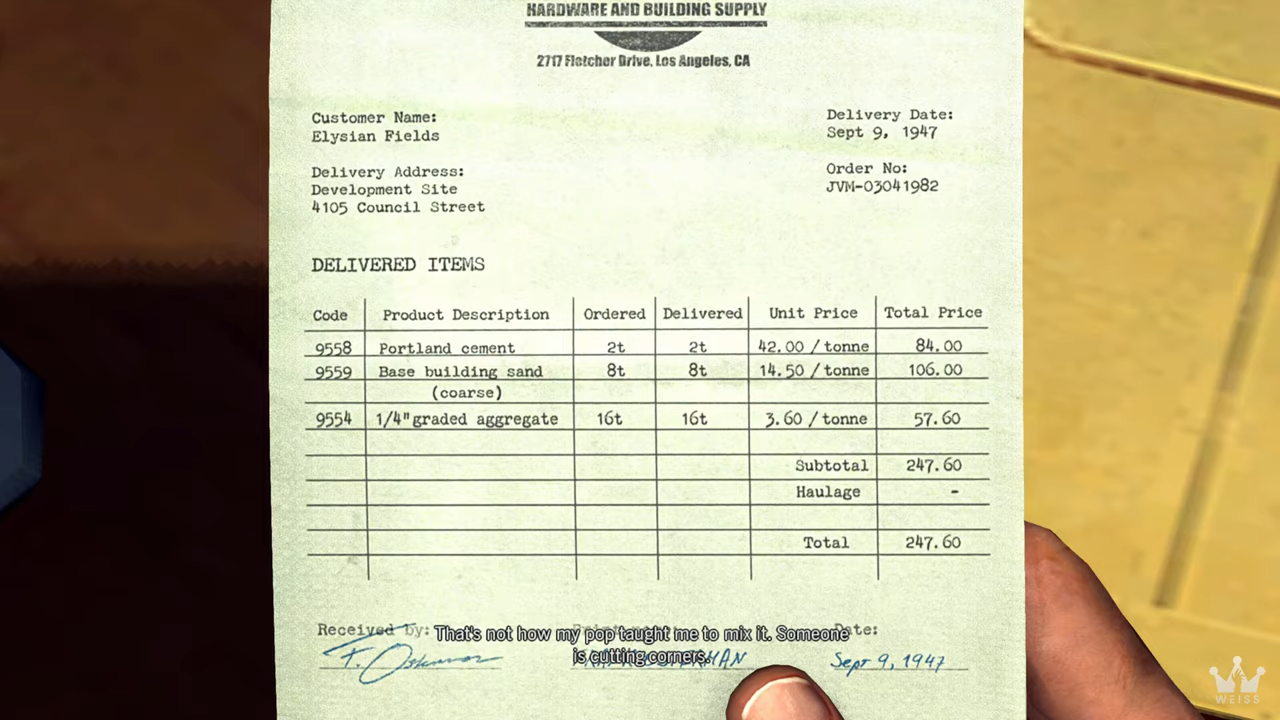 HARDWARE AND BUILDING SUPPLY
2717 Fletcher Drive, Los Angeles, CA
Customer Name:
Elysian Fields
Delivery Date:
Sept 9, 1947
Delivery Address:
Development Site
4105 Council Street
Order No:
JVM-03041982
DELIVERED ITEMS
Code Product Description Ordered Delivered Unit Price Total Price
9558 Portland cement 2t 2t 42.00 / tonne 84.00
9559 Base building sand 8t 8t 14.50 / tonne 106.00
(coarse)
9554 1/4" graded aggregate 16t 16t 3.60 / tonne 57.60
Subtotal 247.60
Haulage -
Total 247.60
Received by: Date:
Sept 9, 1947
That's not how my pop taught me to mix it. Someone
is cutting corners.
WEISS